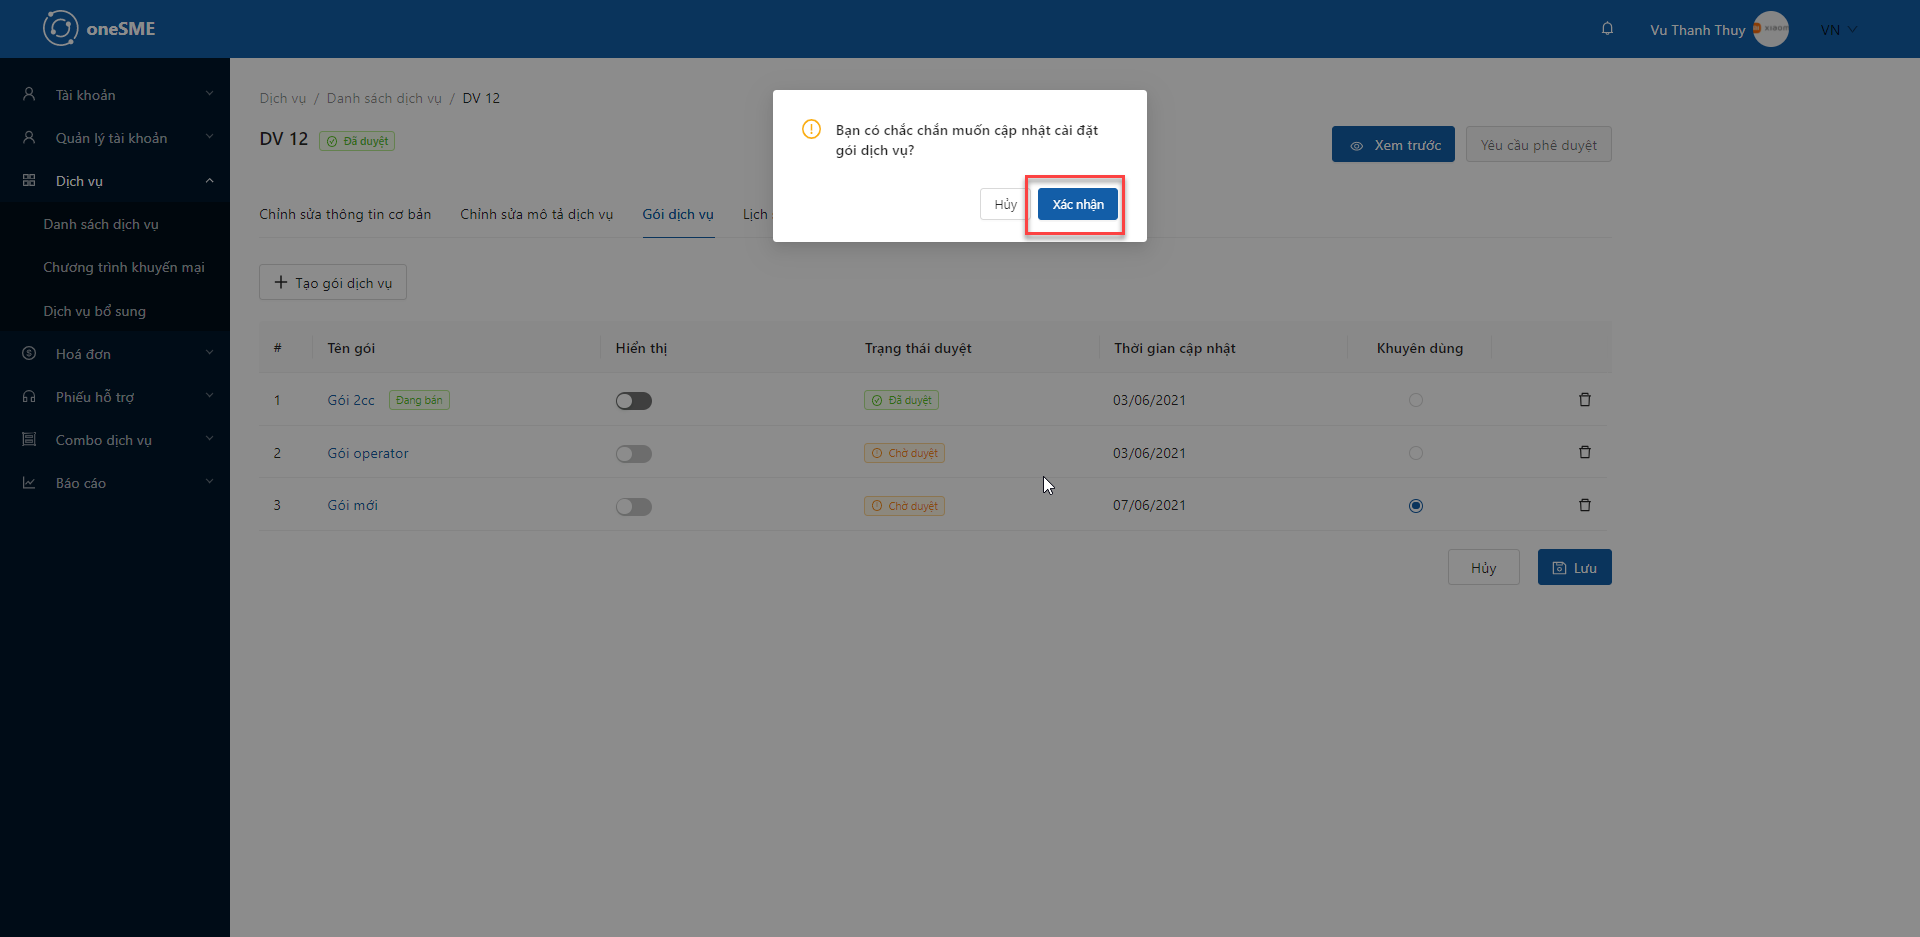 oneSME
Vu Thanh Thuy
VN
Tài khoản
Quản lý tài khoản
Dịch vụ
Danh sách dịch vụ
Chương trình khuyến mại
Dịch vụ bổ sung
Hoá đơn
Phiếu hỗ trợ
Combo dịch vụ
Báo cáo
Dịch vụ / Danh sách dịch vụ / DV 12
DV 12 Đã duyệt
Xem trước Yêu cầu phê duyệt
Bạn có chắc chắn muốn cập nhật cài đặt
gói dịch vụ?
Hủy Xác nhận
Chỉnh sửa thông tin cơ bản Chỉnh sửa mô tả dịch vụ Gói dịch vụ Lịch
Tạo gói dịch vụ
# Tên gói Hiển thị Trạng thái duyệt Thời gian cập nhật Khuyên dùng
1 Gói 2cc Đang bán Đã duyệt 03/06/2021
2 Gói operator Chờ duyệt 03/06/2021
3 Gói mới Chờ duyệt 07/06/2021
Hủy Lưu